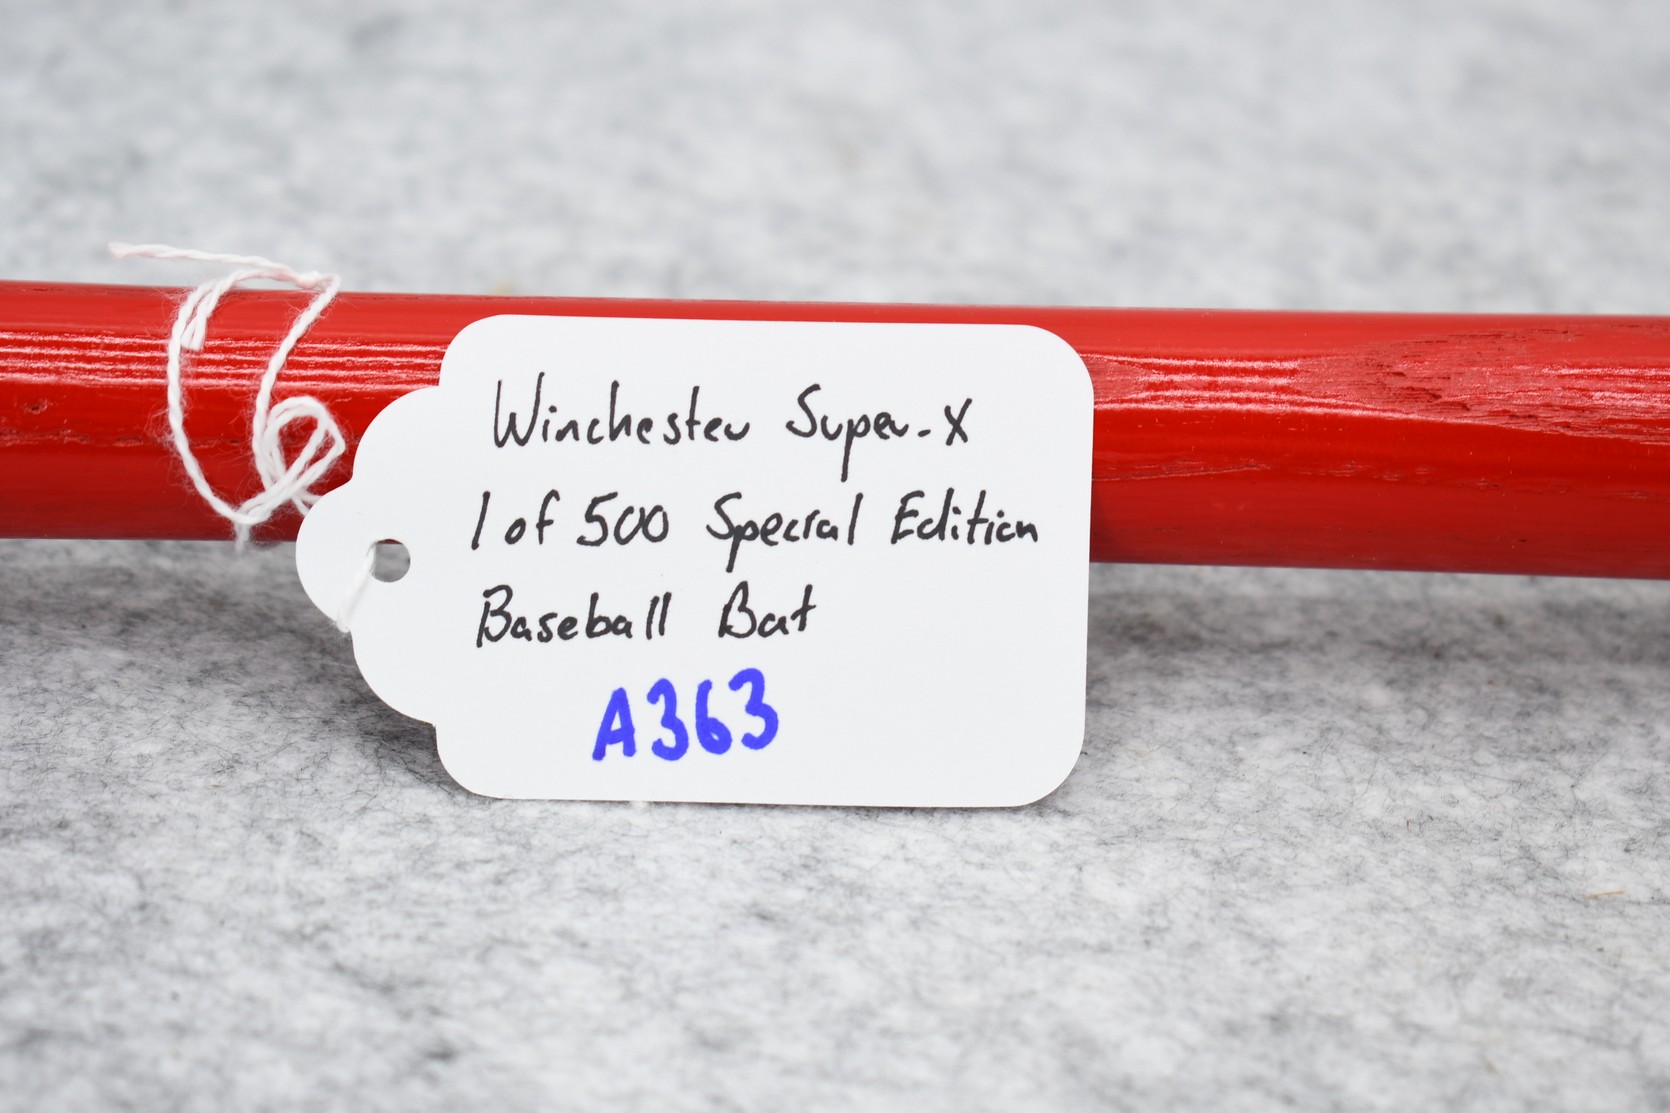 Winchester Super-X
1 of 500 Special Edition
Baseball Bat
A363